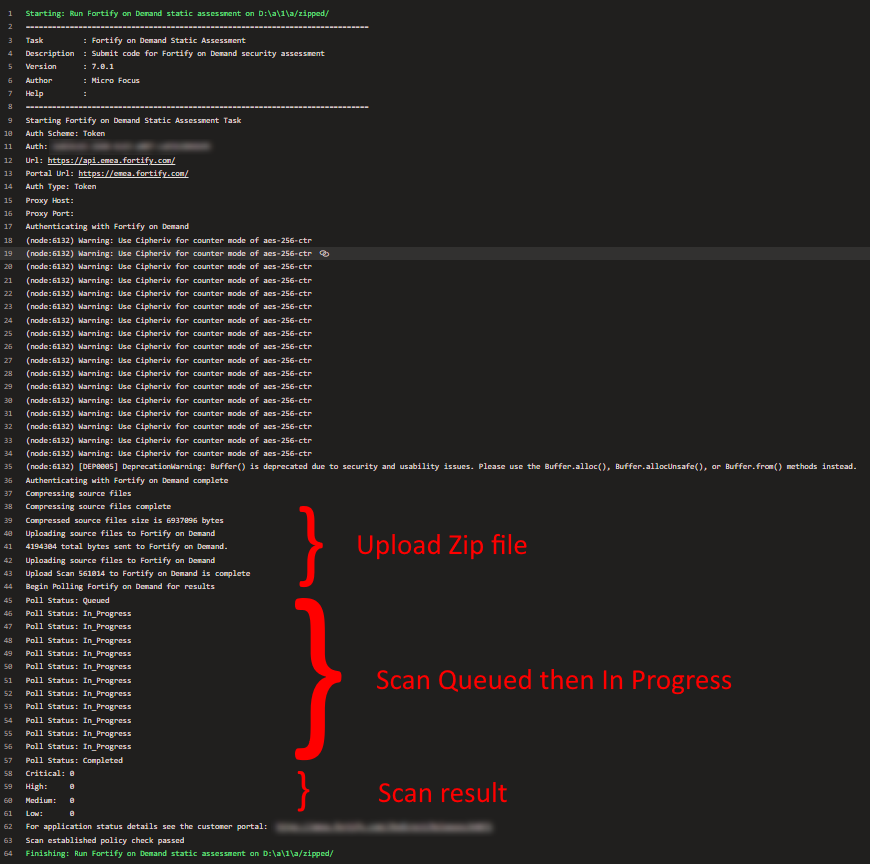 1 Starting: Run Fortify on Demand static assessment on D:\a\1\a/zipped/
2 ==============================================================================
3 Task : Fortify on Demand Static Assessment
4 Description : Submit code for Fortify on Demand security assessment
5 Version : 7.0.1
6 Author : Micro Focus
7 Help :
8 ==============================================================================
9 Starting Fortify on Demand Static Assessment Task
10 Auth Scheme: Token
11 Auth:
12 Url: https://api.emea.fortify.com/
13 Portal Url: https://emea.fortify.com/
14 Auth Type: Token
15 Proxy Host:
16 Proxy Port:
17 Authenticating with Fortify on Demand
18 (node:6132) Warning: Use Cipheriv for counter mode of aes-256-ctr
19 (node:6132) Warning: Use Cipheriv for counter mode of aes-256-ctr
20 (node:6132) Warning: Use Cipheriv for counter mode of aes-256-ctr
21 (node:6132) Warning: Use Cipheriv for counter mode of aes-256-ctr
22 (node:6132) Warning: Use Cipheriv for counter mode of aes-256-ctr
23 (node:6132) Warning: Use Cipheriv for counter mode of aes-256-ctr
24 (node:6132) Warning: Use Cipheriv for counter mode of aes-256-ctr
25 (node:6132) Warning: Use Cipheriv for counter mode of aes-256-ctr
26 (node:6132) Warning: Use Cipheriv for counter mode of aes-256-ctr
27 (node:6132) Warning: Use Cipheriv for counter mode of aes-256-ctr
28 (node:6132) Warning: Use Cipheriv for counter mode of aes-256-ctr
29 (node:6132) Warning: Use Cipheriv for counter mode of aes-256-ctr
30 (node:6132) Warning: Use Cipheriv for counter mode of aes-256-ctr
31 (node:6132) Warning: Use Cipheriv for counter mode of aes-256-ctr
32 (node:6132) Warning: Use Cipheriv for counter mode of aes-256-ctr
33 (node:6132) Warning: Use Cipheriv for counter mode of aes-256-ctr
34 (node:6132) Warning: Use Cipheriv for counter mode of aes-256-ctr
35 (node:6132) [DEP0005] DeprecationWarning: Buffer() is deprecated due to security and usability issues. Please use the Buffer.alloc(), Buffer.allocUnsafe(), or Buffer.from() methods instead.
36 Authenticating with Fortify on Demand complete
37 Compressing source files
38 Compressing source files complete
39 Compressed source files size is 6937096 bytes
40 Uploading source files to Fortify on Demand
41 4194304 total bytes sent to Fortify on Demand.
42 Uploading source files to Fortify on Demand
43 Upload Scan 561014 to Fortify on Demand is complete
44 Begin Polling Fortify on Demand for results
Upload Zip file
45 Poll Status: Queued
46 Poll Status: In_Progress
47 Poll Status: In_Progress
48 Poll Status: In_Progress
49 Poll Status: In_Progress
50 Poll Status: In_Progress
51 Poll Status: In_Progress
52 Poll Status: In_Progress
53 Poll Status: In_Progress
54 Poll Status: In_Progress
55 Poll Status: In_Progress
56 Poll Status: In_Progress
57 Poll Status: Completed
Scan Queued then In Progress
58 Critical: 0
59 High: 0
60 Medium: 0
61 Low: 0
Scan result
62 For application status details see the customer portal:
63 Scan established policy check passed
64 Finishing: Run Fortify on Demand static assessment on D:\a\1\a/zipped/